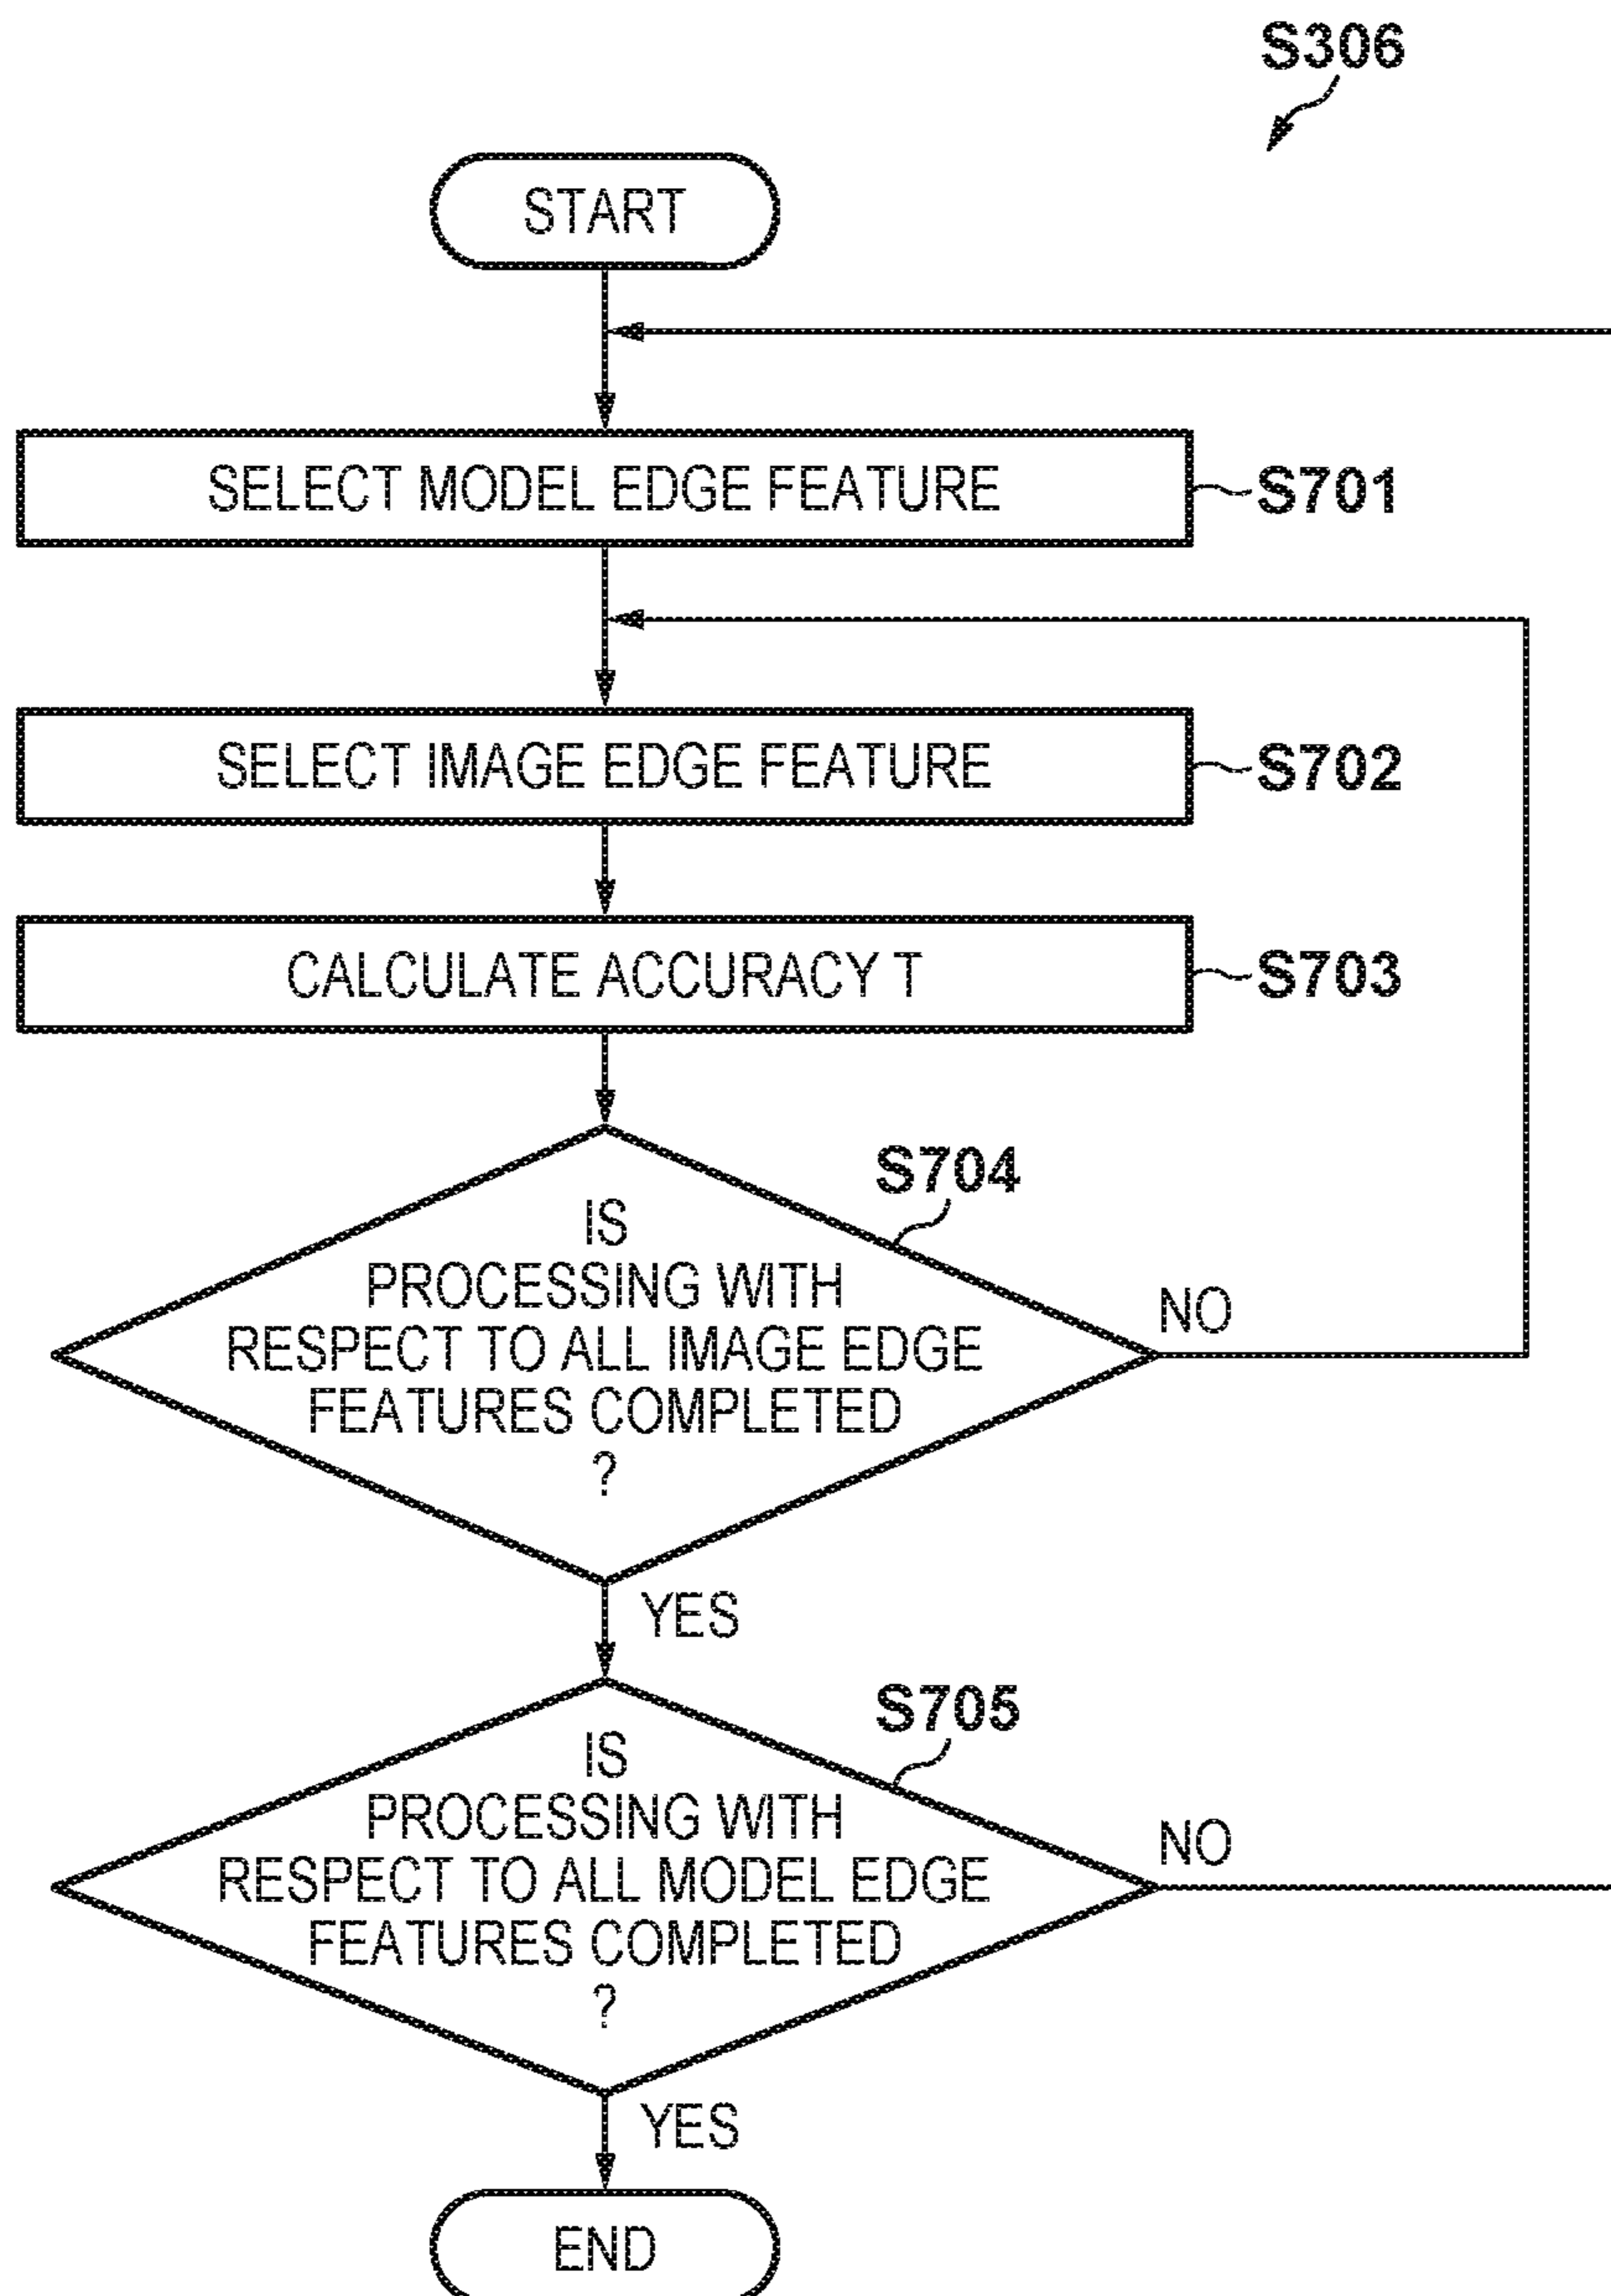 S306
START
SELECT MODEL EDGE FEATURE
S701
SELECT IMAGE EDGE FEATURE
S702
CALCULATE ACCURACY T
S703
S704
IS
PROCESSING WITH
RESPECT TO ALL IMAGE EDGE
FEATURES COMPLETED
?
NO
YES
S705
IS
PROCESSING WITH
RESPECT TO ALL MODEL EDGE
FEATURES COMPLETED
?
NO
YES
END